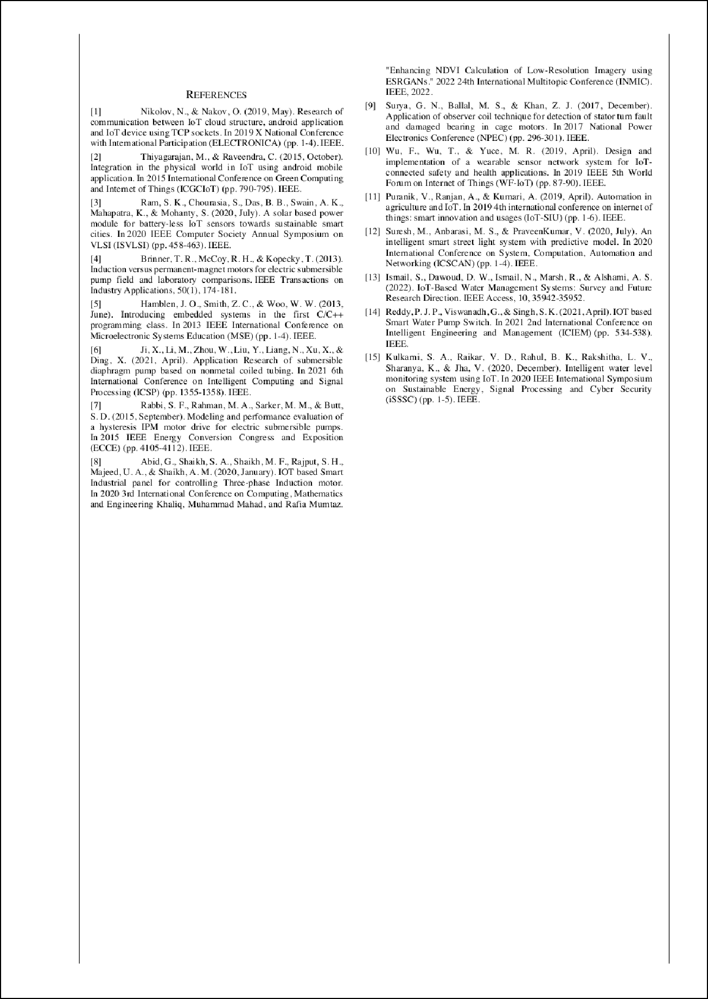 REFERENCES
[1] Nikolov, N., & Nakov, O. (2019, May). Research of
communication between IoT cloud structure, android application
and IoT device using TCP sockets. In 2019 X National Conference
with International Participation (ELECTRONICA) (pp. 1-4). IEEE.
[2] Thiyagarajan, M., & Raveendra, C. (2015, October).
Integration in the physical world in IoT using android mobile
application. In 2015 International Conference on Green Computing
and Internet of Things (ICGCIoT) (pp. 790-795). IEEE.
[3] Ram, S. K., Chourasia, S., Das, B. B., Swain, A. K.,
Mahapatra, K., & Mohanty, S. (2020, July). A solar based power
module for battery-less IoT sensors towards sustainable smart
cities. In 2020 IEEE Computer Society Annual Symposium on
VLSI (ISVLSI) (pp. 458-463). IEEE.
[4] Brinner, T. R., McCoy, R. H., & Kopecky, T. (2013).
Induction versus permanent-magnet motors for electric submersible
pump field and laboratory comparisons. IEEE Transactions on
Industry Applications, 50(1), 174-181.
[5] Hamblen, J. O., Smith, Z. C., & Woo, W. W. (2013,
June). Introducing embedded systems in the first C/C++
programming class. In 2013 IEEE International Conference on
Microelectronic Systems Education (MSE) (pp. 1-4). IEEE.
[6] Ji, X., Li, M., Zhou, W., Liu, Y., Liang, N., Xu, X., &
Ding, X. (2021, April). Application Research of submersible
diaphragm pump based on nonmetal coiled tubing. In 2021 6th
International Conference on Intelligent Computing and Signal
Processing (ICSP) (pp. 1355-1358). IEEE.
[7] Rabbi, S. F., Rahman, M. A., Sarker, M. M., & Butt,
S. D. (2015, September). Modeling and performance evaluation of
a hysteresis IPM motor drive for electric submersible pumps.
In 2015 IEEE Energy Conversion Congress and Exposition
(ECCE) (pp. 4105-4112). IEEE.
[8] Abid, G., Shaikh, S. A., Shaikh, M. F., Rajput, S. H.,
Majeed, U. A., & Shaikh, A. M. (2020, January). IOT based Smart
Industrial panel for controlling Three-phase Induction motor.
In 2020 3rd International Conference on Computing, Mathematics
and Engineering Khaliq, Muhammad Mahad, and Rafia Mumtaz.
"Enhancing NDVI Calculation of Low-Resolution Imagery using
ESRGANs." 2022 24th International Multitopic Conference (INMIC).
IEEE, 2022.
[9] Surya, G. N., Ballal, M. S., & Khan, Z. J. (2017, December).
Application of observer coil technique for detection of stator turn fault
and damaged bearing in cage motors. In 2017 National Power
Electronics Conference (NPEC) (pp. 296-301). IEEE.
[10] Wu, F., Wu, T., & Yuce, M. R. (2019, April). Design and
implementation of a wearable sensor network system for IoT-
connected safety and health applications. In 2019 IEEE 5th World
Forum on Internet of Things (WF-IoT) (pp. 87-90). IEEE.
[11] Puranik, V., Ranjan, A., & Kumari, A. (2019, April). Automation in
agriculture and IoT. In 2019 4th international conference on internet of
things: smart innovation and usages (IoT-SIU) (pp. 1-6). IEEE.
[12] Suresh, M., Anbarasi, M. S., & PraveenKumar, V. (2020, July). An
intelligent smart street light system with predictive model. In 2020
International Conference on System, Computation, Automation and
Networking (ICSCAN) (pp. 1-4). IEEE.
[13] Ismail, S., Dawoud, D. W., Ismail, N., Marsh, R., & Alshami, A. S.
(2022). IoT-Based Water Management Systems: Survey and Future
Research Direction. IEEE Access, 10, 35942-35952.
[14] Reddy, P. J. P., Viswanadh, G., & Singh, S. K. (2021, April). IOT based
Smart Water Pump Switch. In 2021 2nd International Conference on
Intelligent Engineering and Management (ICIEM) (pp. 534-538).
IEEE.
[15] Kulkarni, S. A., Raikar, V. D., Rahul, B. K., Rakshitha, L. V.,
Sharanya, K., & Jha, V. (2020, December). Intelligent water level
monitoring system using IoT. In 2020 IEEE International Symposium
on Sustainable Energy, Signal Processing and Cyber Security
(iSSSC) (pp. 1-5). IEEE.